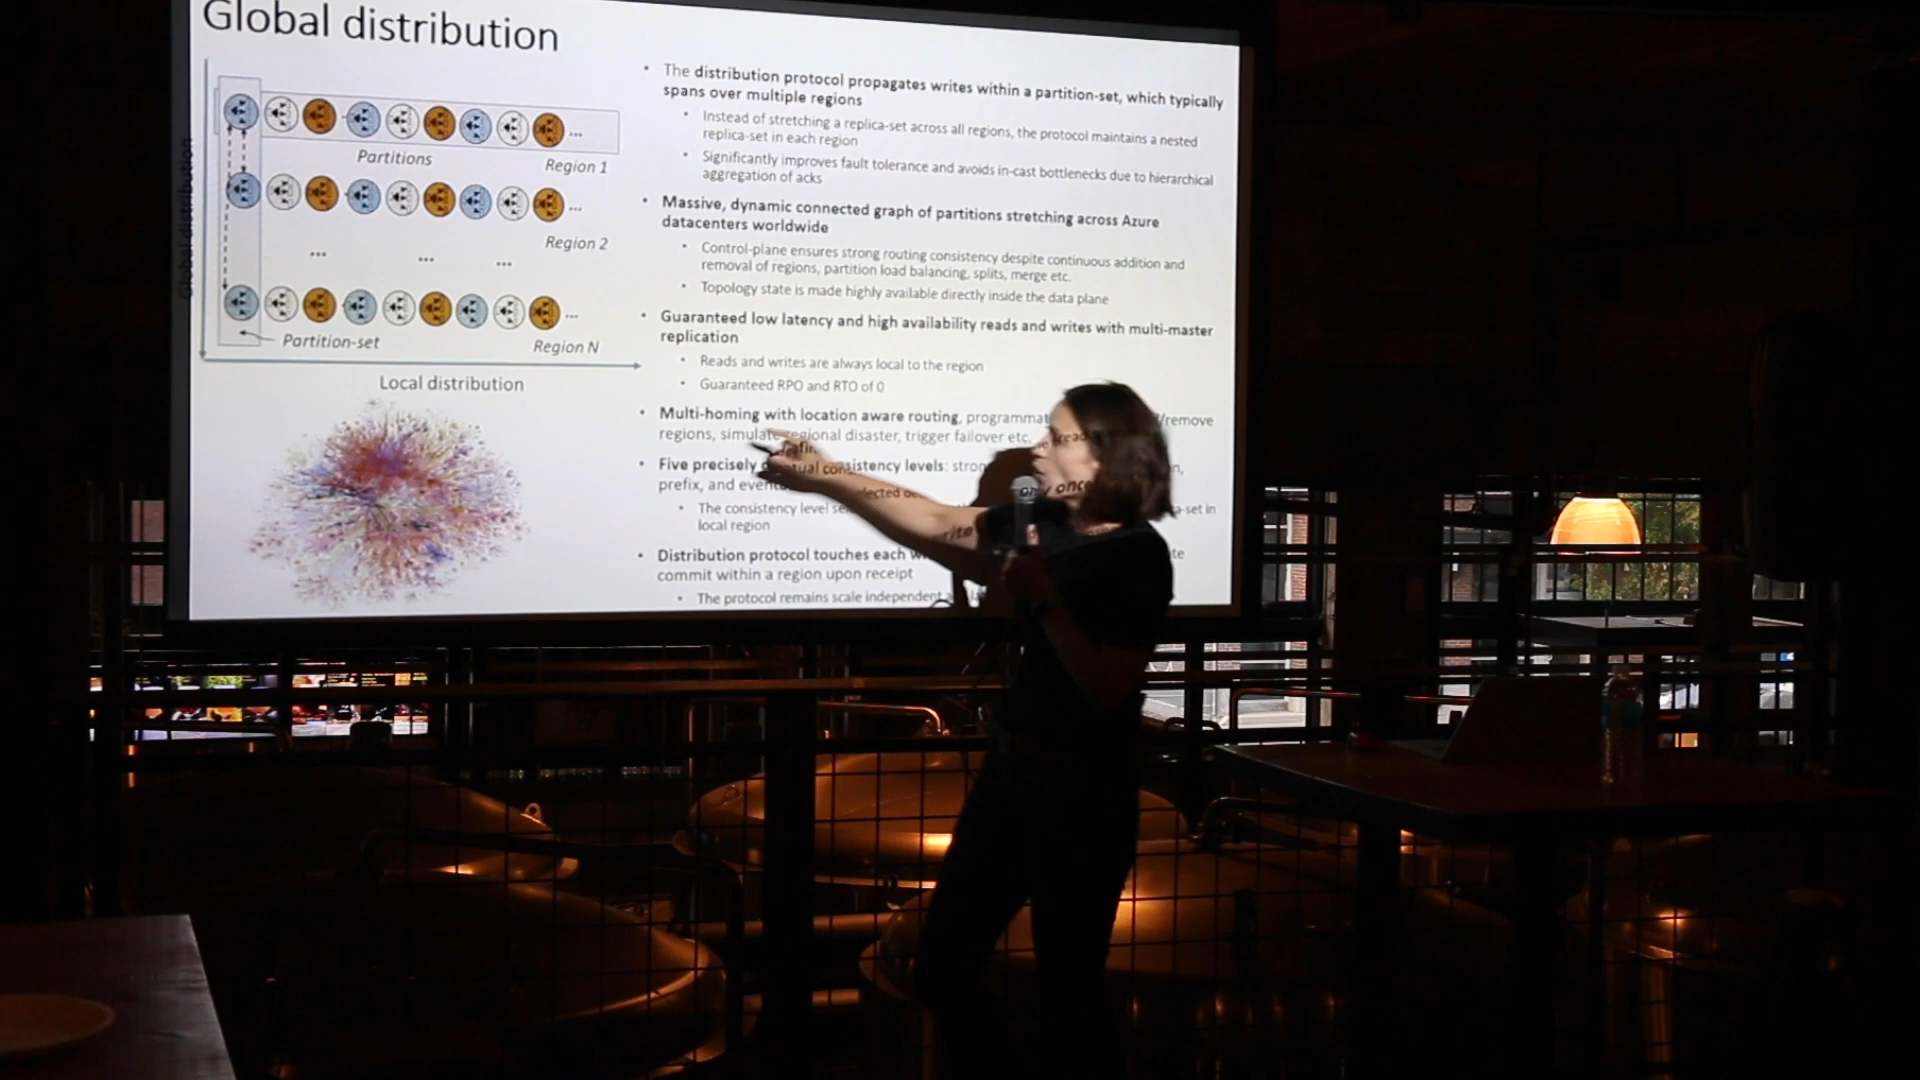 Global distribution
Global distribution
Partitions
Region 1
...
...
Region 2
...
...
...
...
Partition-set
Region N
Local distribution
• The distribution protocol propagates writes within a partition-set, which typically
spans over multiple regions
• Instead of stretching a replica-set across all regions, the protocol maintains a nested
replica-set in each region
• Significantly improves fault tolerance and avoids in-cast bottlenecks due to hierarchical
aggregation of acks
• Massive, dynamic connected graph of partitions stretching across Azure
datacenters worldwide
• Control-plane ensures strong routing consistency despite continuous addition and
removal of regions, partition load balancing, splits, merge etc.
• Topology state is made highly available directly inside the data plane
• Guaranteed low latency and high availability reads and writes with multi-master
replication
• Reads and writes are always local to the region
• Guaranteed RPO and RTO of 0
• Multi-homing with location aware routing, /remove
regions, simulate regional disaster, trigger failover etc.
• Five precisely consistency levels:
prefix, and
• The consistency level in
local region
• Distribution protocol touches each
commit within a region upon receipt
• The protocol remains scale independent